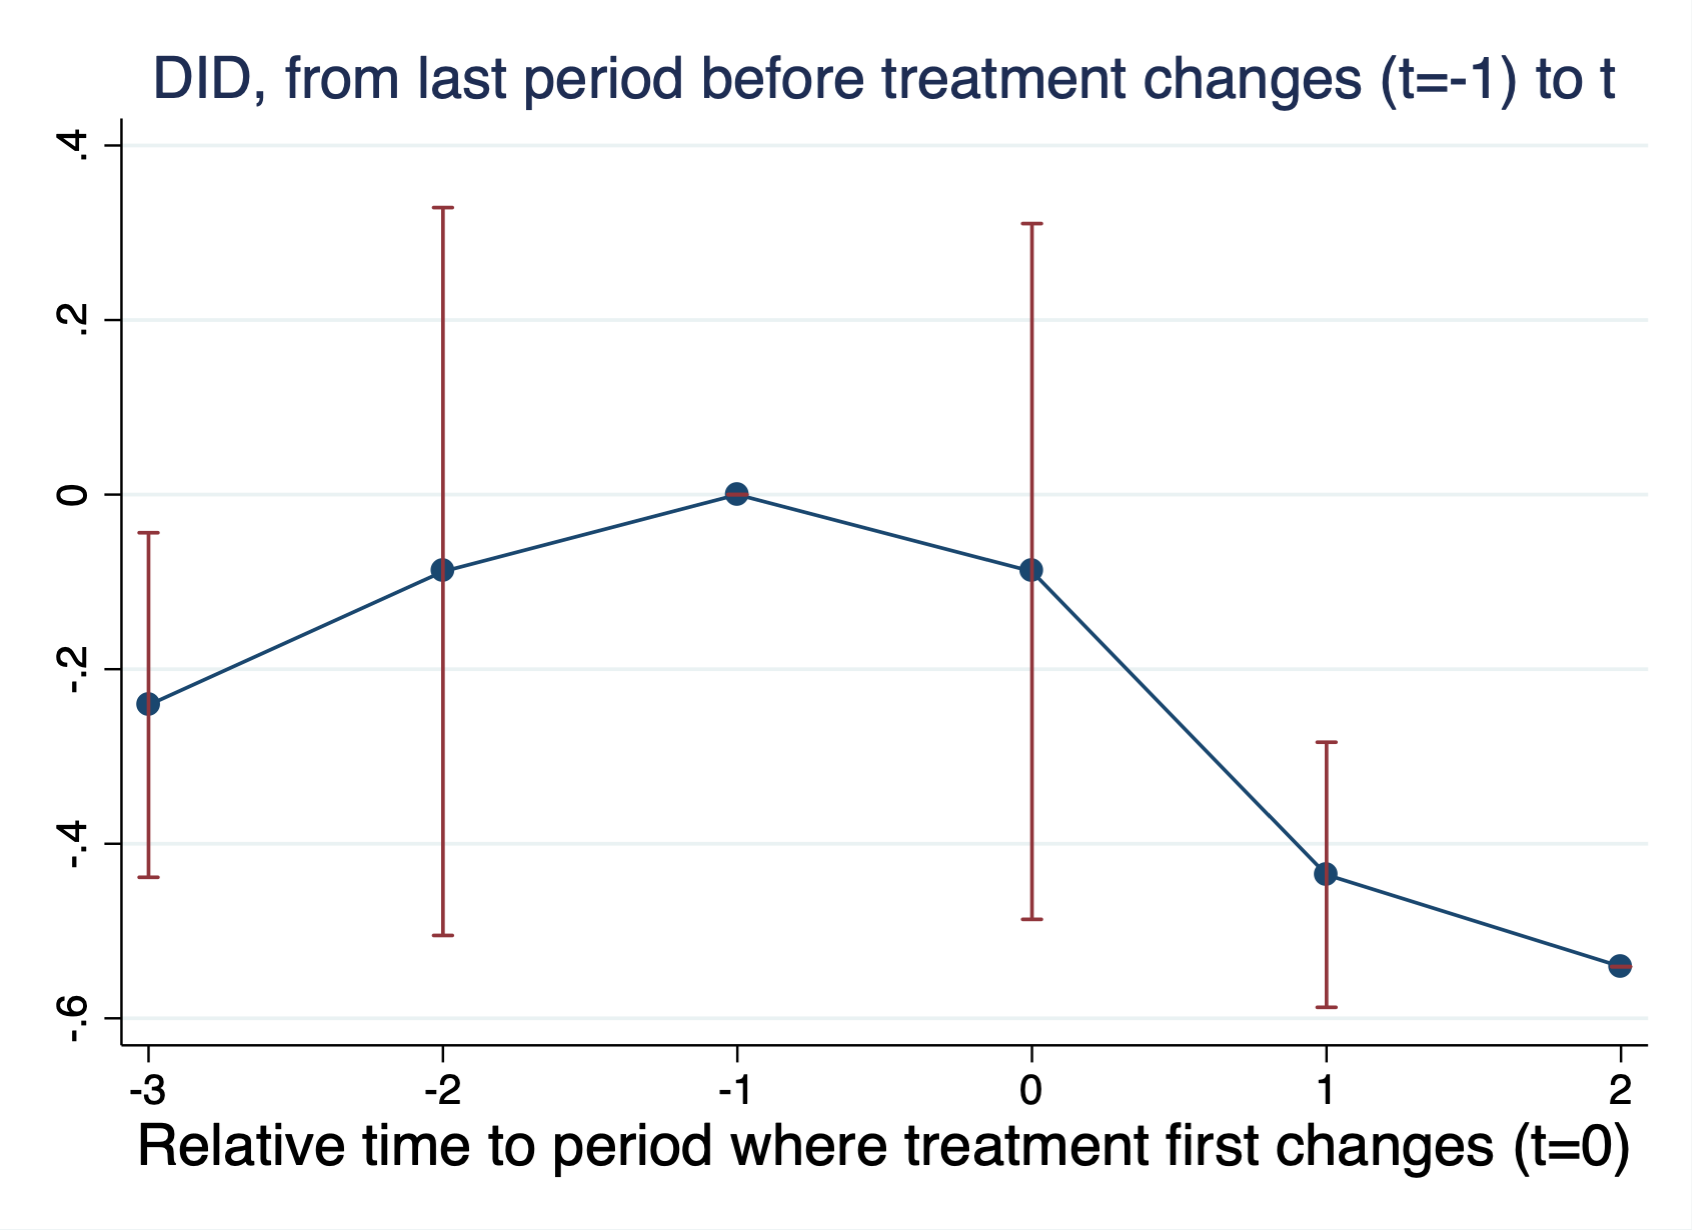 DID, from last period before treatment changes (t=-1) to t
.4
.2
0
-.2
-.4
-.6
-3 -2 -1 0 1 2
Relative time to period where treatment first changes (t=0)